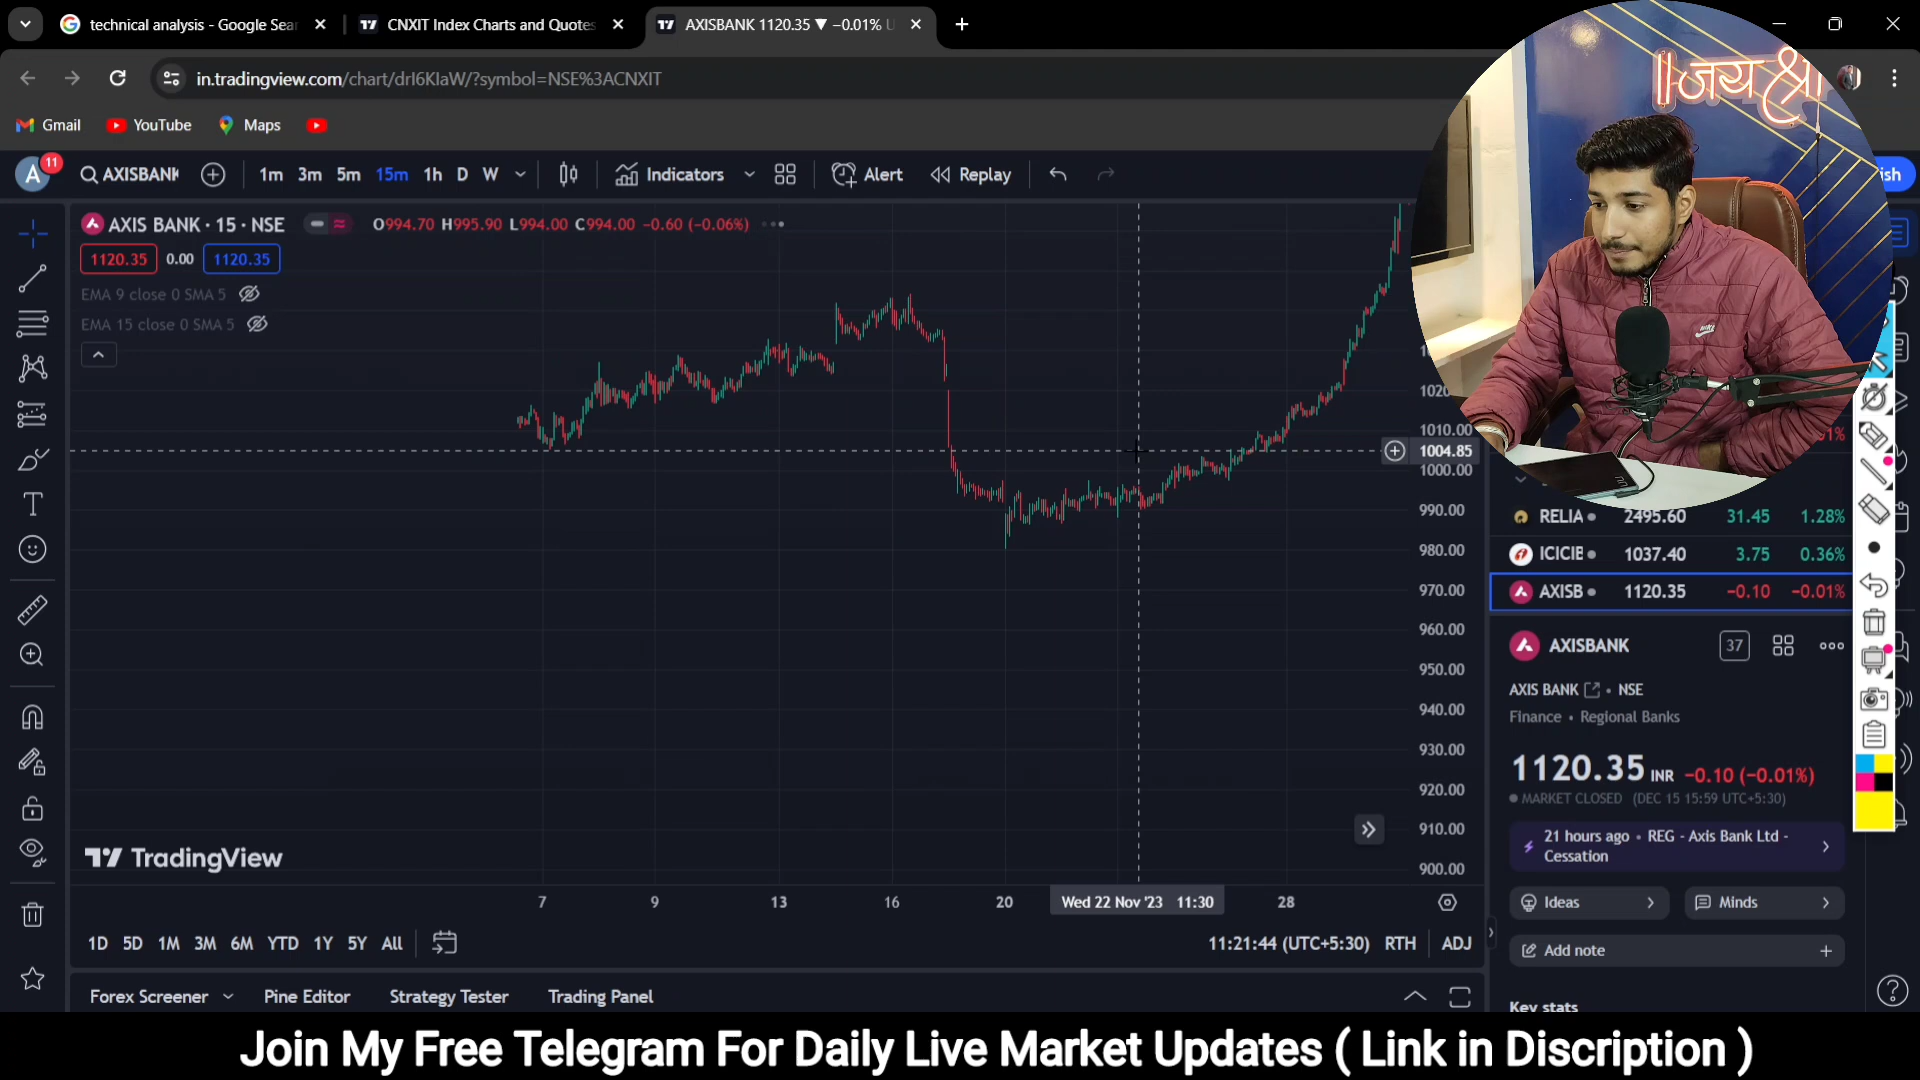 technical analysis - Google Sear
CNXIT Index Charts and Quotes
AXISBANK 1120.35 ▼ −0.01% U
in.tradingview.com/chart/drI6KIaW/?symbol=NSE%3ACNXIT
Gmail YouTube Maps
॥जय श्री
A 11 AXISBANK 1m 3m 5m 15m 1h D W Indicators Alert Replay
ish
AXIS BANK · 15 · NSE O994.70 H995.90 L994.00 C994.00 −0.60 (−0.06%)
1120.35 0.00 1120.35
EMA 9 close 0 SMA 5
EMA 15 close 0 SMA 5
1010.00
1004.85
1000.00
990.00
980.00
970.00
960.00
950.00
940.00
930.00
920.00
910.00
900.00
RELIA 2495.60 31.45 1.28%
ICICIB 1037.40 3.75 0.36%
AXISB 1120.35 −0.10 −0.01%
AXISBANK 37
AXIS BANK • NSE
Finance • Regional Banks
1120.35 INR −0.10 (−0.01%)
MARKET CLOSED (DEC 15 15:59 UTC+5:30)
21 hours ago • REG - Axis Bank Ltd -
Cessation
Ideas Minds
Add note
Key stats
TradingView
7 9 13 16 20 Wed 22 Nov '23 11:30 28
1D 5D 1M 3M 6M YTD 1Y 5Y All 11:21:44 (UTC+5:30) RTH ADJ
Forex Screener Pine Editor Strategy Tester Trading Panel
Join My Free Telegram For Daily Live Market Updates ( Link in Discription )